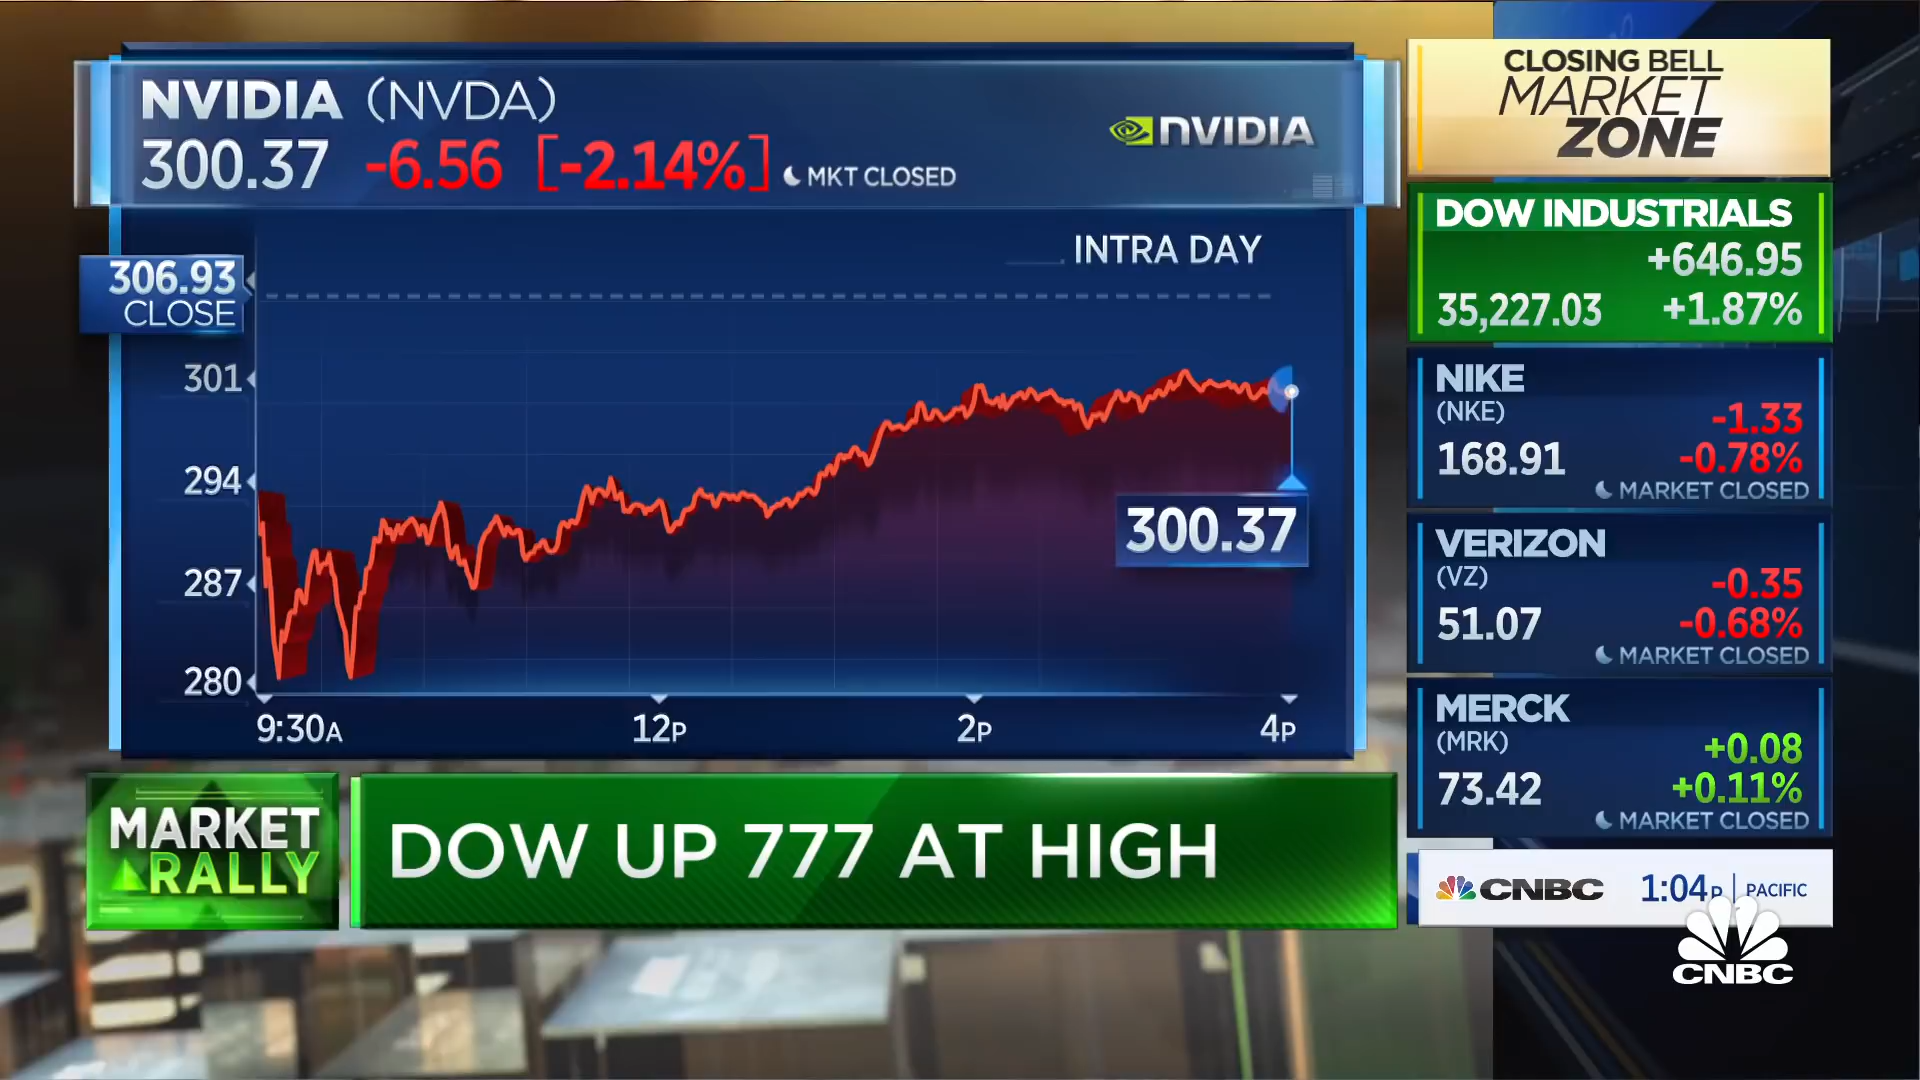 NVIDIA (NVDA)
300.37 -6.56 [-2.14%] MKT CLOSED
NVIDIA
INTRA DAY
306.93
CLOSE
301
294
287
280
300.37
9:30A 12P 2P 4P
MARKET
RALLY
DOW UP 777 AT HIGH
CLOSING BELL
MARKET
ZONE
DOW INDUSTRIALS
+646.95
35,227.03 +1.87%
NIKE
(NKE)
-1.33
168.91 -0.78%
MARKET CLOSED
VERIZON
(VZ)
-0.35
51.07 -0.68%
MARKET CLOSED
MERCK
(MRK)
+0.08
73.42 +0.11%
MARKET CLOSED
CNBC 1:04P PACIFIC
CNBC